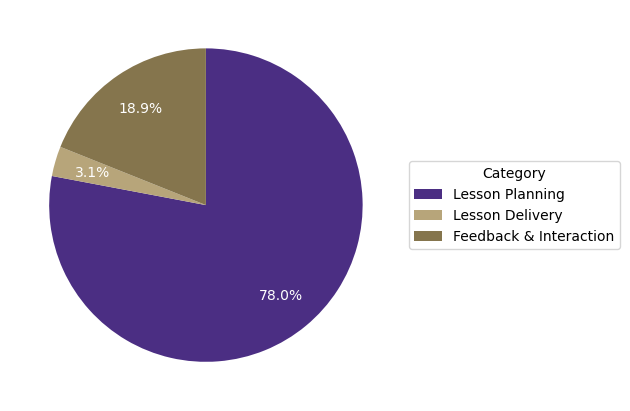 18.9%
3.1%
78.0%
Category
Lesson Planning
Lesson Delivery
Feedback & Interaction